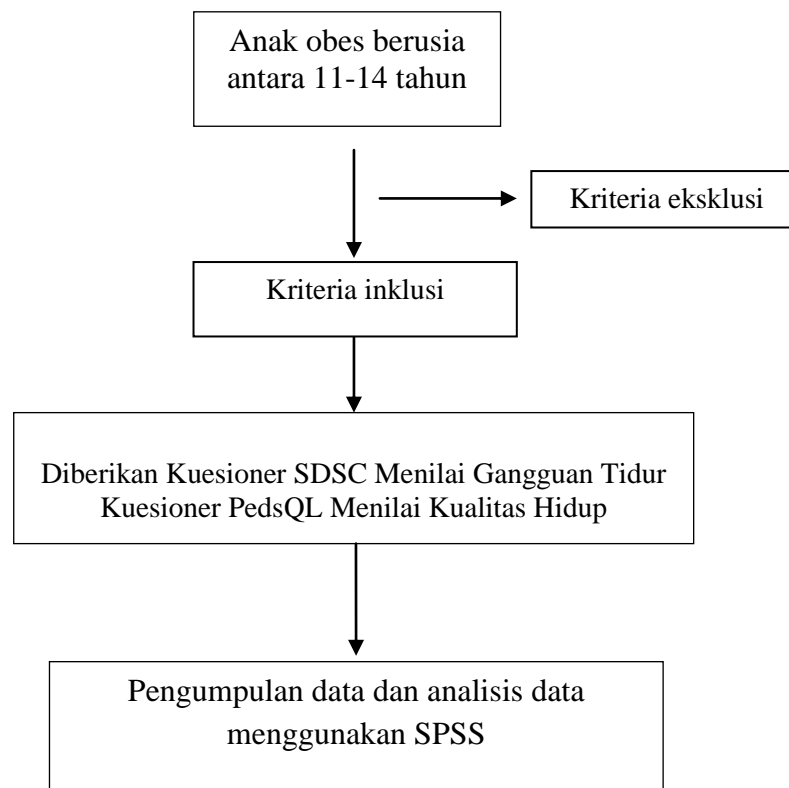 Anak obes berusia
antara 11-14 tahun
Kriteria eksklusi
Kriteria inklusi
Diberikan Kuesioner SDSC Menilai Gangguan Tidur
Kuesioner PedsQL Menilai Kualitas Hidup
Pengumpulan data dan analisis data
menggunakan SPSS